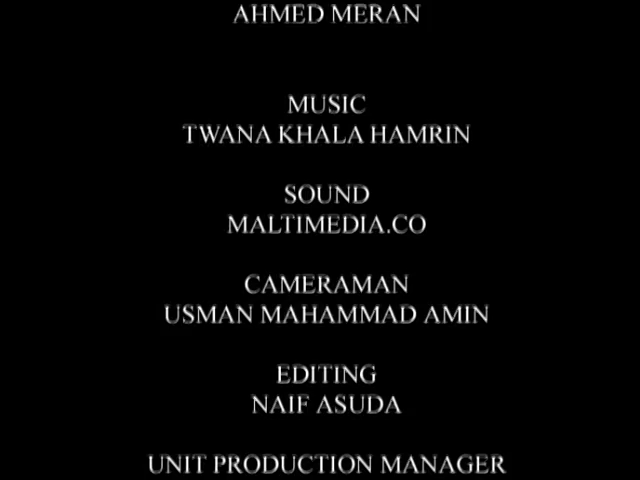 AHMED MERAN
MUSIC
TWANA KHALA HAMRIN
SOUND
MALTIMEDIA.CO
CAMERAMAN
USMAN MAHAMMAD AMIN
EDITING
NAIF ASUDA
UNIT PRODUCTION MANAGER